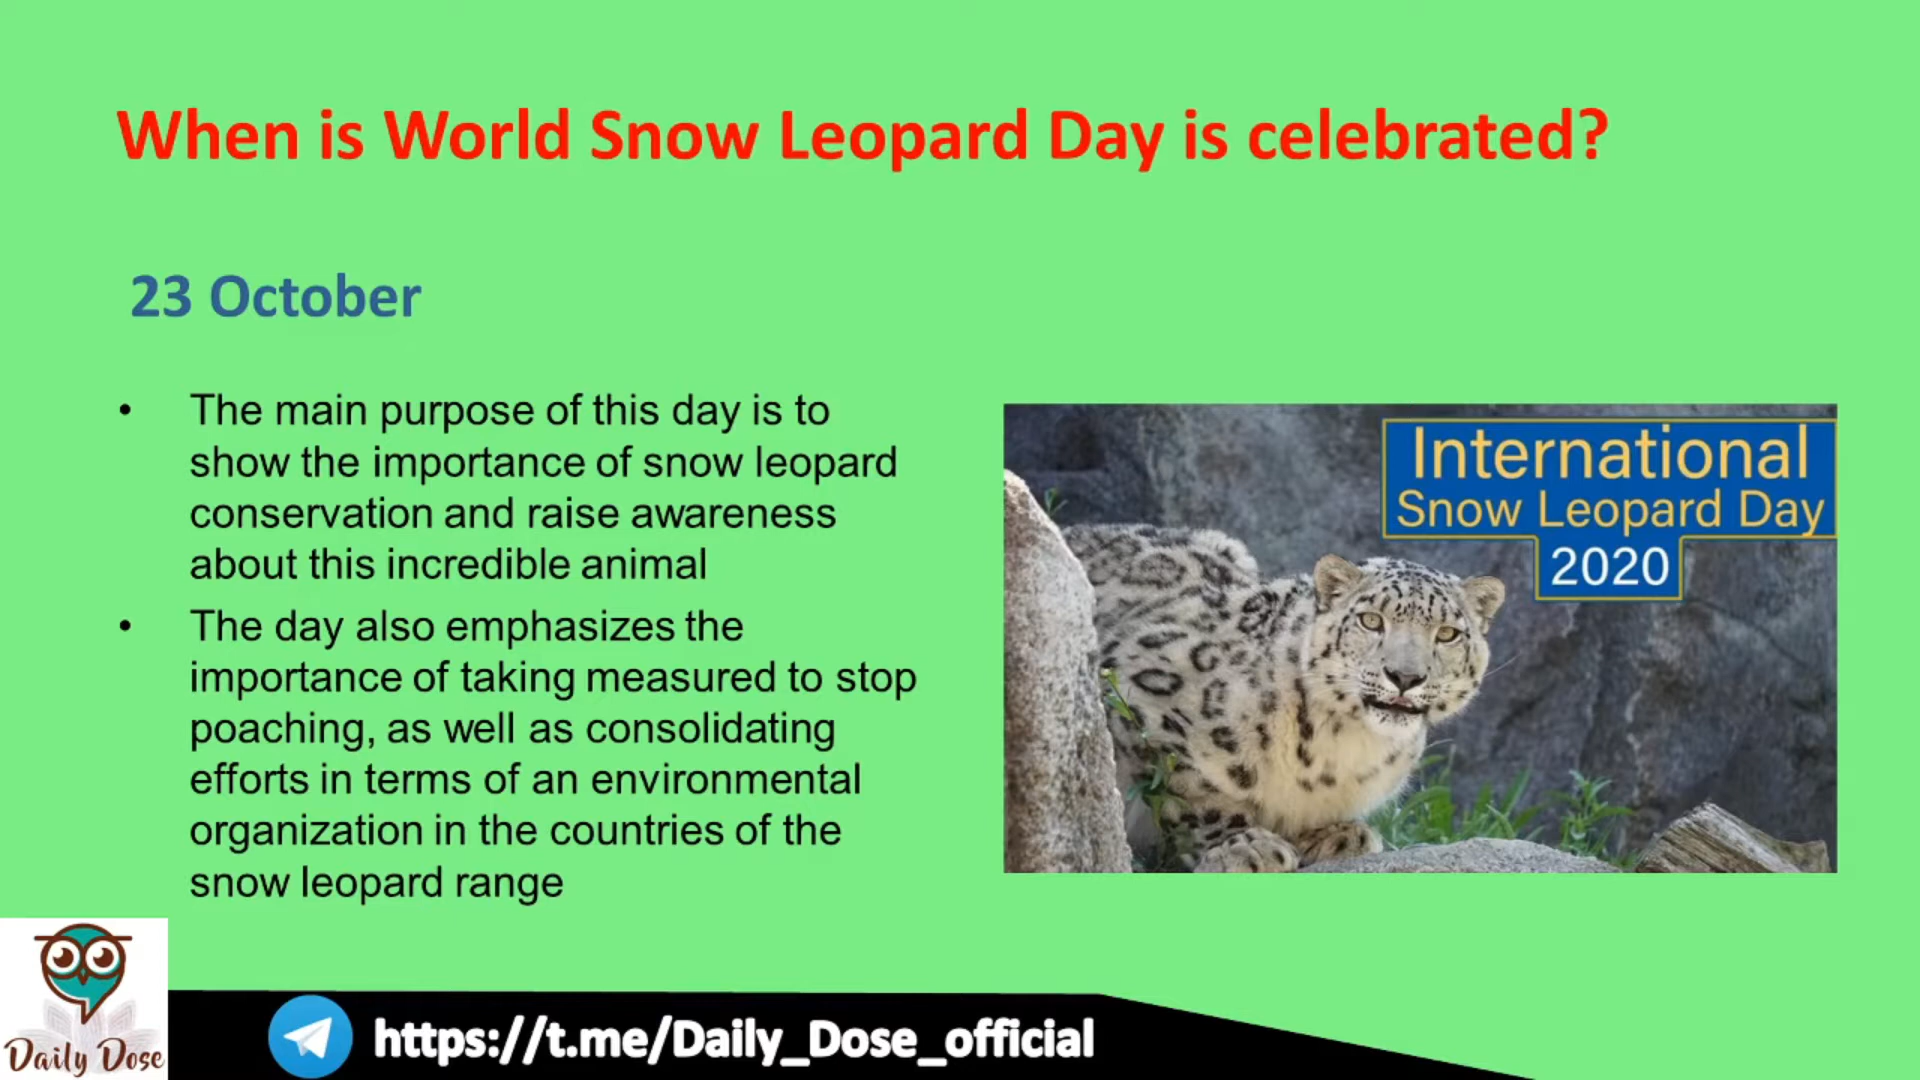 When is World Snow Leopard Day is celebrated?
23 October
• The main purpose of this day is to
show the importance of snow leopard
conservation and raise awareness
about this incredible animal
• The day also emphasizes the
importance of taking measured to stop
poaching, as well as consolidating
efforts in terms of an environmental
organization in the countries of the
snow leopard range
International
Snow Leopard Day
2020
Daily Dose
https://t.me/Daily_Dose_official